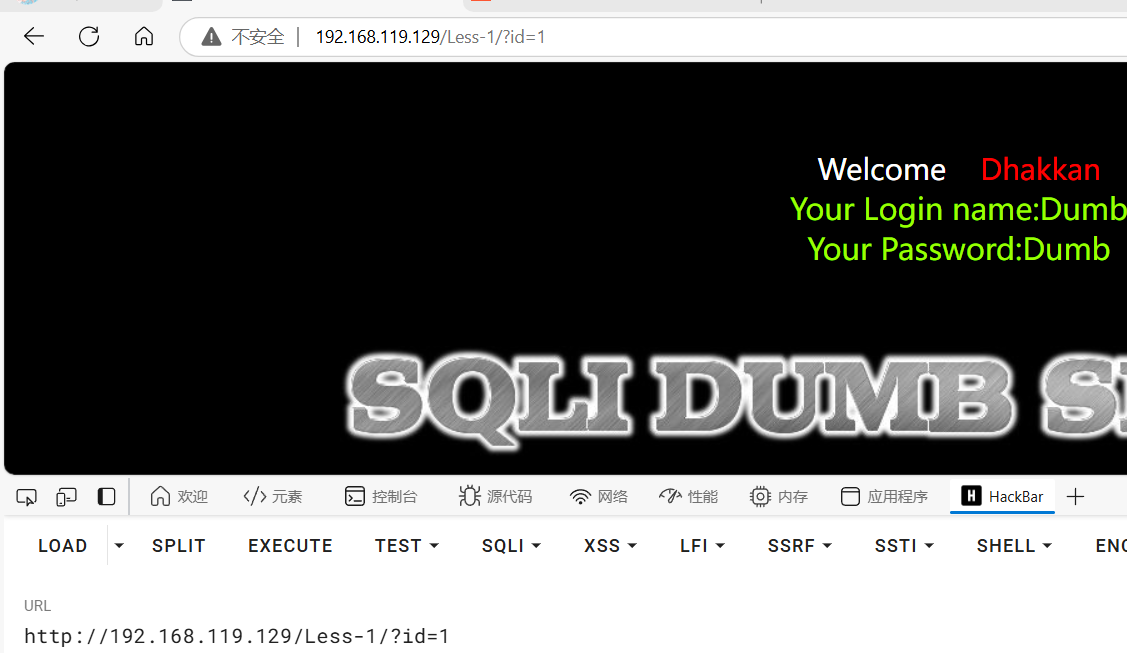 不安全 192.168.119.129/Less-1/?id=1
Welcome Dhakkan
Your Login name:Dumb
Your Password:Dumb
SQLI DUMB
欢迎 元素 控制台 源代码 网络 性能 内存 应用程序 HackBar
LOAD SPLIT EXECUTE TEST SQLI XSS LFI SSRF SSTI SHELL
URL
http://192.168.119.129/Less-1/?id=1